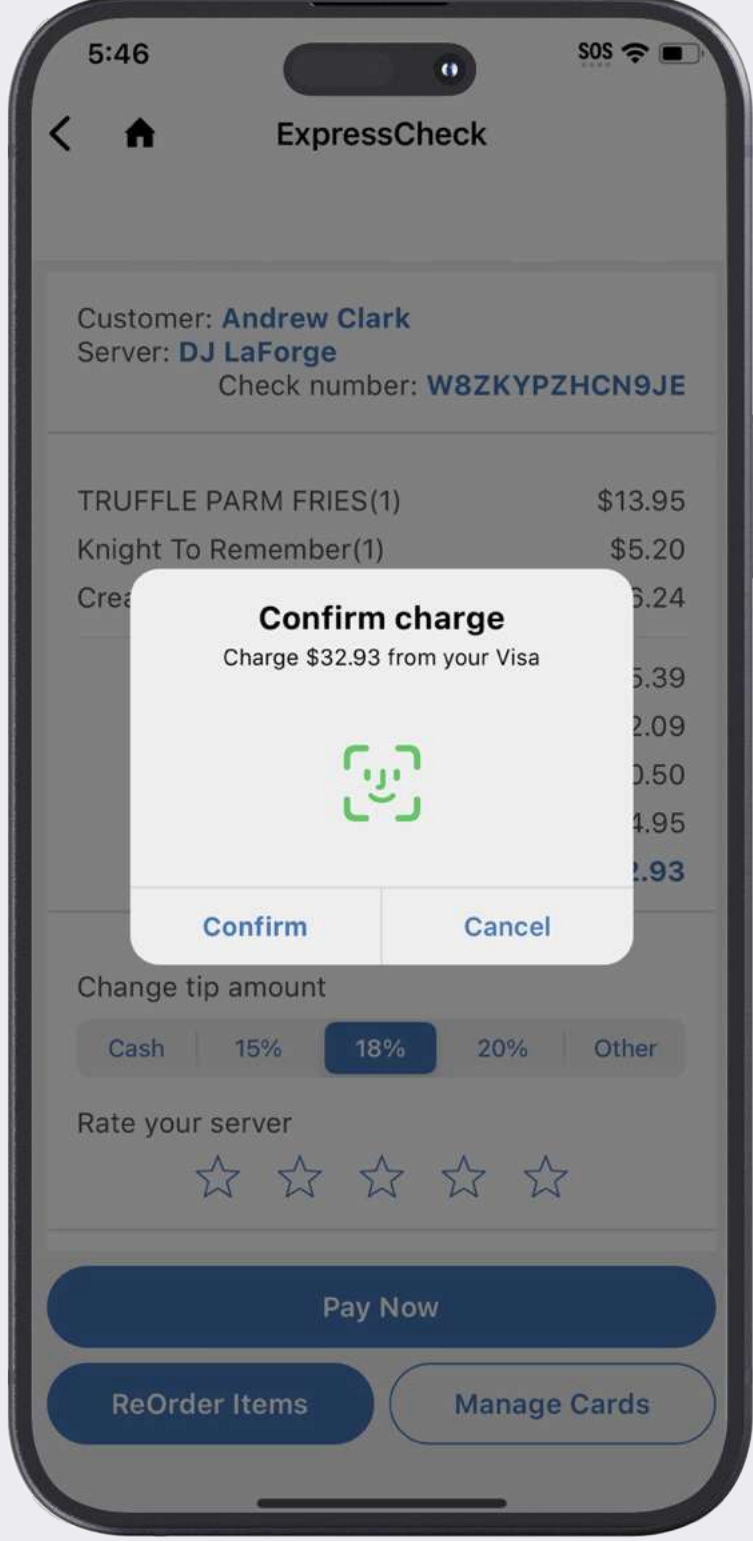 5:46
SOS
ExpressCheck
Customer: Andrew Clark
Server: DJ LaForge
Check number: W8ZKYPZHCN9JE
TRUFFLE PARM FRIES(1) $13.95
Knight To Remember(1) $5.20
Confirm charge
Charge $32.93 from your Visa
Confirm Cancel
Change tip amount
Cash 15% 18% 20% Other
Rate your server
Pay Now
ReOrder Items Manage Cards